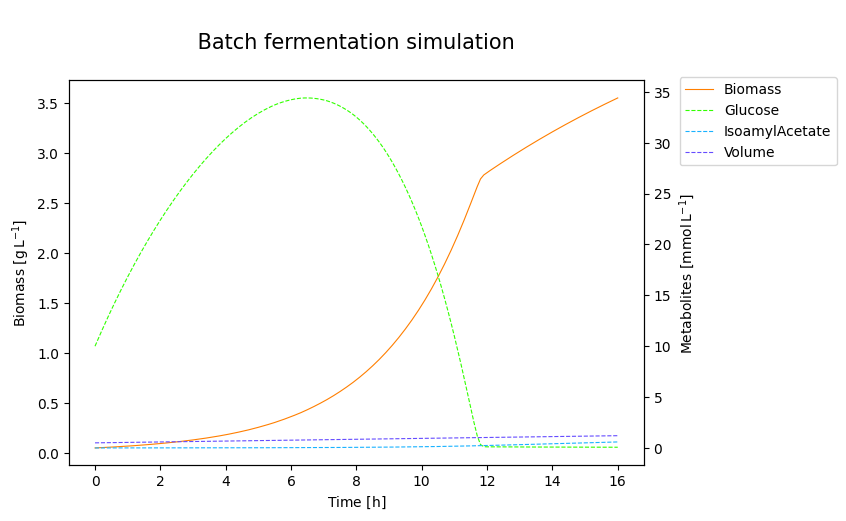 Batch fermentation simulation
Biomass
Glucose
IsoamylAcetate
Volume
Biomass [g L⁻¹]
3.5
3.0
2.5
2.0
1.5
1.0
0.5
0.0
35
30
25
20
15
10
5
0
Metabolites [mmol L⁻¹]
0 2 4 6 8 10 12 14 16
Time [h]